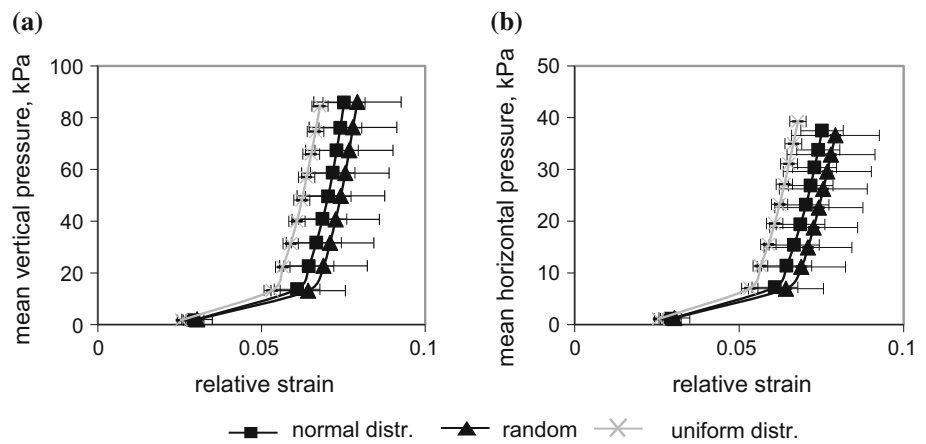 (a)
mean vertical pressure, kPa
100
80
60
40
20
0
0
0.05
0.1
relative strain
(b)
mean horizontal pressure, kPa
50
40
30
20
10
0
0
0.05
0.1
relative strain
normal distr.
random
uniform distr.